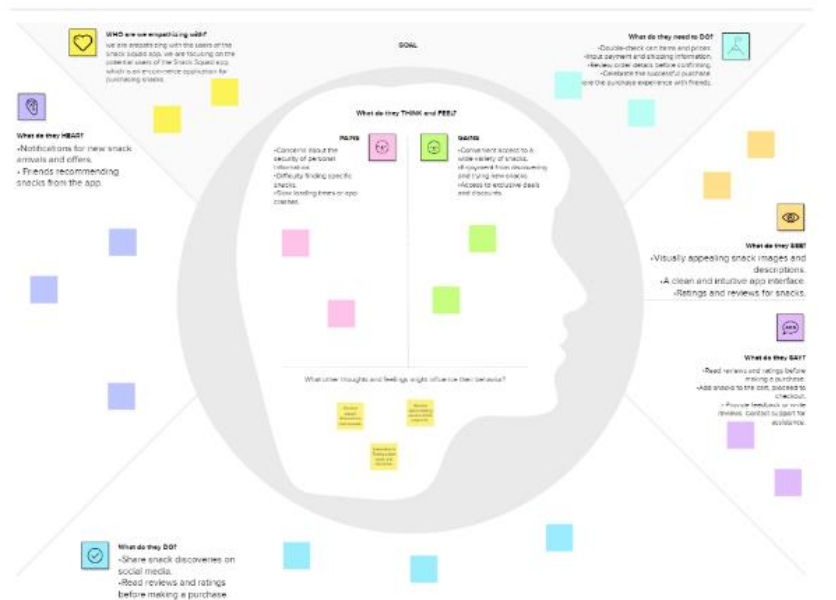 WHO are we empathizing with?
we are empathizing with the users of the
Snack Squad app. we are focusing on the
potential users of the Snack Squad app,
which is an e-commerce application for
purchasing snacks.
GOAL
What do they need to DO?
•Double-check cart items and prices.
•Input payment and shipping information.
•Review order details before confirming.
•Celebrate the successful purchase.
the purchase experience with friends.
What do they HEAR?
•Notifications for new snack
arrivals and offers.
• Friends recommending
snacks from the app.
What do they THINK and FEEL?
PAINS
•Concerns about the
security of personal
information.
•Difficulty finding specific
snacks.
•Slow loading times or app
crashes.
GAINS
•Convenient access to a
wide variety of snacks.
•Enjoyment from discovering
and trying new snacks.
•Access to exclusive deals
and discounts.
What do they SEE?
•Visually appealing snack images and
descriptions.
•A clean and intuitive app interface.
•Ratings and reviews for snacks.
What do they SAY?
•Read reviews and ratings before
making a purchase.
•Add snacks to the cart, proceed to
checkout.
• Provide feedback or write
reviews. Contact support for
assistance.
What other thoughts and feelings might influence their behavior?
What do they DO?
•Share snack discoveries on
social media.
•Read reviews and ratings
before making a purchase